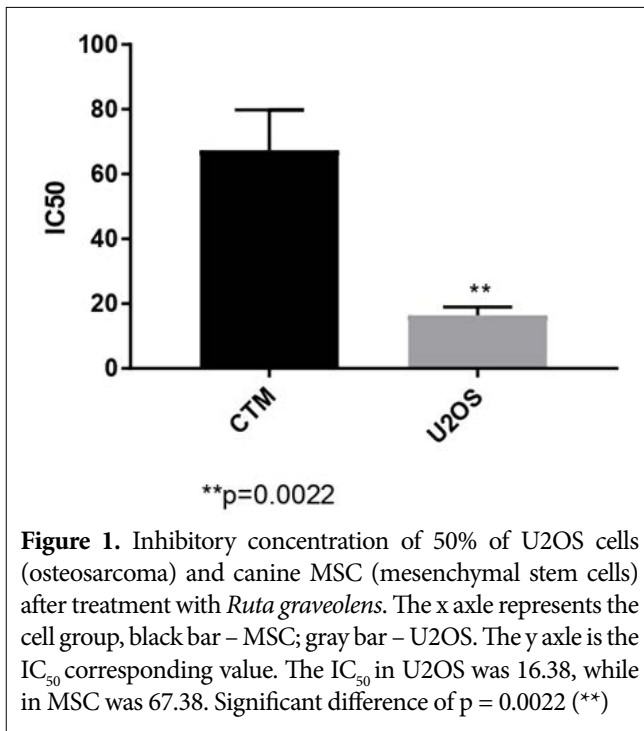 100
80
60
40
20
0
IC50
**
CTM
U2OS
**p=0.0022
Figure 1. Inhibitory concentration of 50% of U2OS cells
(osteosarcoma) and canine MSC (mesenchymal stem cells)
after treatment with Ruta graveolens. The x axle represents the
cell group, black bar – MSC; gray bar – U2OS. The y axle is the
IC50 corresponding value. The IC50 in U2OS was 16.38, while
in MSC was 67.38. Significant difference of p = 0.0022 (**)